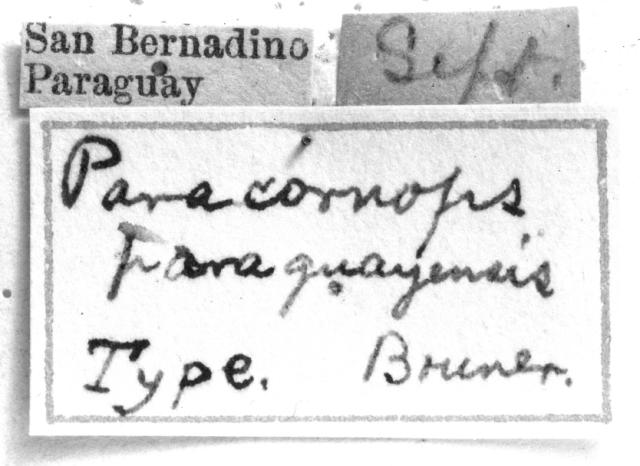 San Bernadino
Paraguay
Sept.
Paracornops
paraguayensis
Type. Bruner.